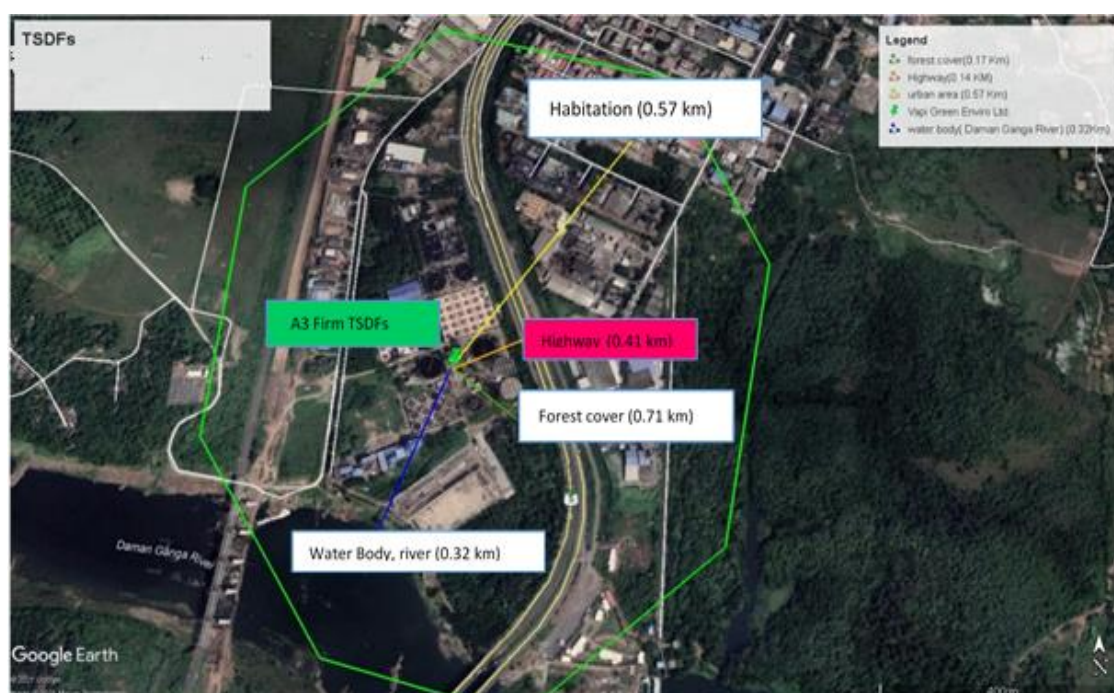 TSDFs
Legend
forest cover(0.17 Km)
Highway(0.14 KM)
urban area (0.57 Km)
Vapi Green Enviro Ltd.
water body( Daman Ganga River) (0.32Km)
Habitation (0.57 km)
A3 Firm TSDFs
Highway (0.41 km)
Forest cover (0.71 km)
Water Body, river (0.32 km)
Daman Ganga River
Google Earth
N